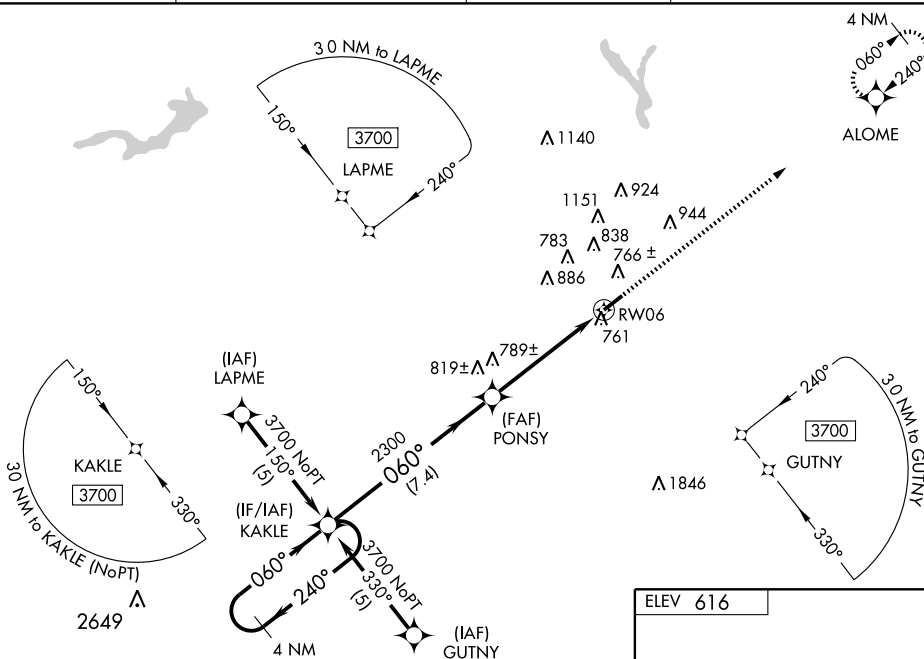 4 NM
060°
240°
ALOME
30 NM to LAPME
150°
3700
LAPME
240°
1140
924
1151
944
838
783
766 ±
886
RW06
761
819±
789±
(FAF)
PONSY
(IAF)
LAPME
3700 NoPT
150°
(5)
2300
060°
(7.4)
150°
KAKLE
3700
330°
30 NM to KAKLE (NoPT)
2649
(IF/IAF)
KAKLE
060°
240°
4 NM
3700 NoPT
330°
(5)
(IAF)
GUTNY
240°
3700
GUTNY
330°
30 NM to GUTNY
1846
ELEV 616